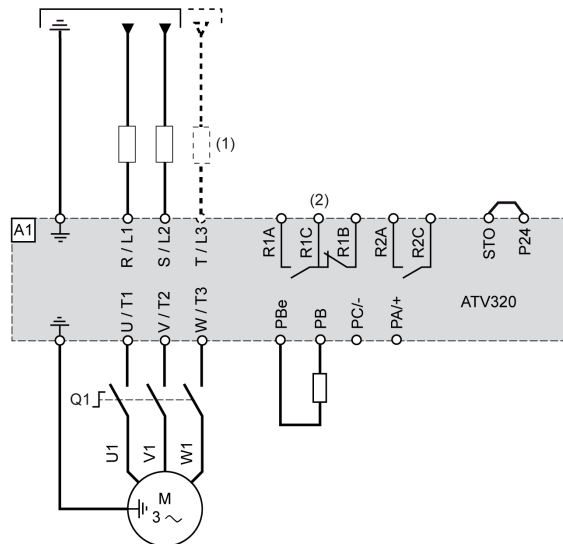 (1)
(2)
A1
R / L1
S / L2
T / L3
R1A
R1C
R1B
R2A
R2C
STO
P24
U / T1
V / T2
W / T3
PBe
PB
PC/-
PA/+
ATV320
Q1
U1
V1
W1
M
3 ~